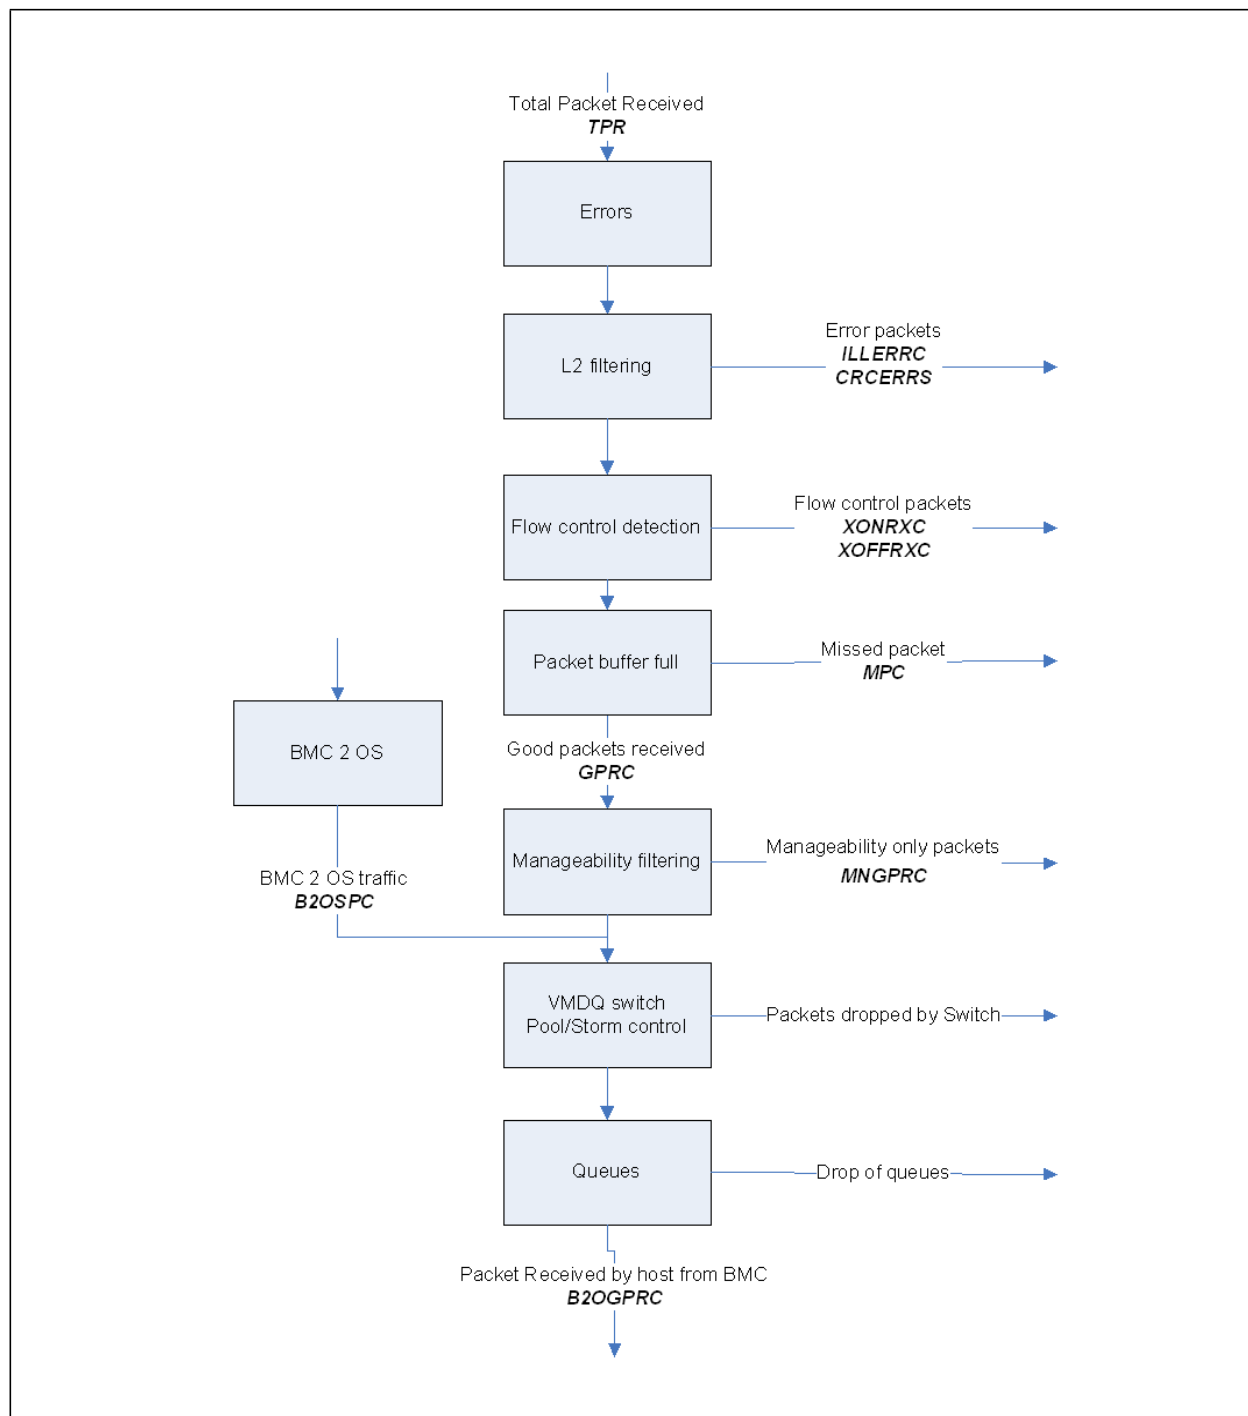 Total Packet Received
TPR
Errors
L2 filtering
Error packets
ILLERRC
CRCERRS
Flow control detection
Flow control packets
XONRXC
XOFFRXC
Packet buffer full
Missed packet
MPC
BMC 2 OS
Good packets received
GPRC
Manageability filtering
Manageability only packets
MNGPRC
BMC 2 OS traffic
B2OSPC
VMDQ switch
Pool/Storm control
Packets dropped by Switch
Queues
Drop of queues
Packet Received by host from BMC
B2OGPRC